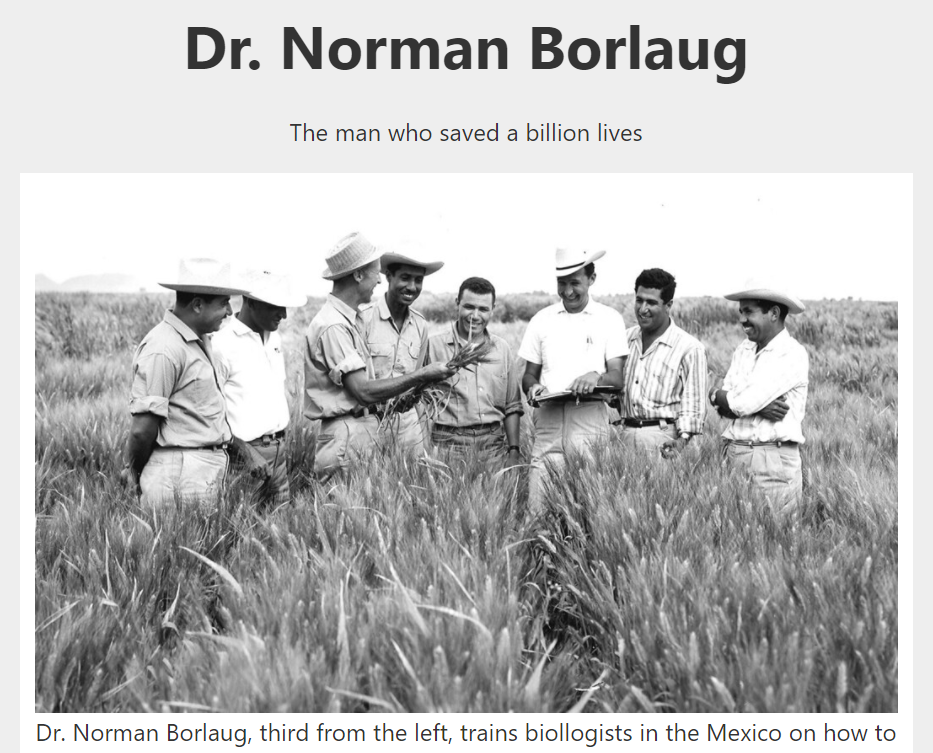 Dr. Norman Borlaug
The man who saved a billion lives
Dr. Norman Borlaug, third from the left, trains biollogists in the Mexico on how to